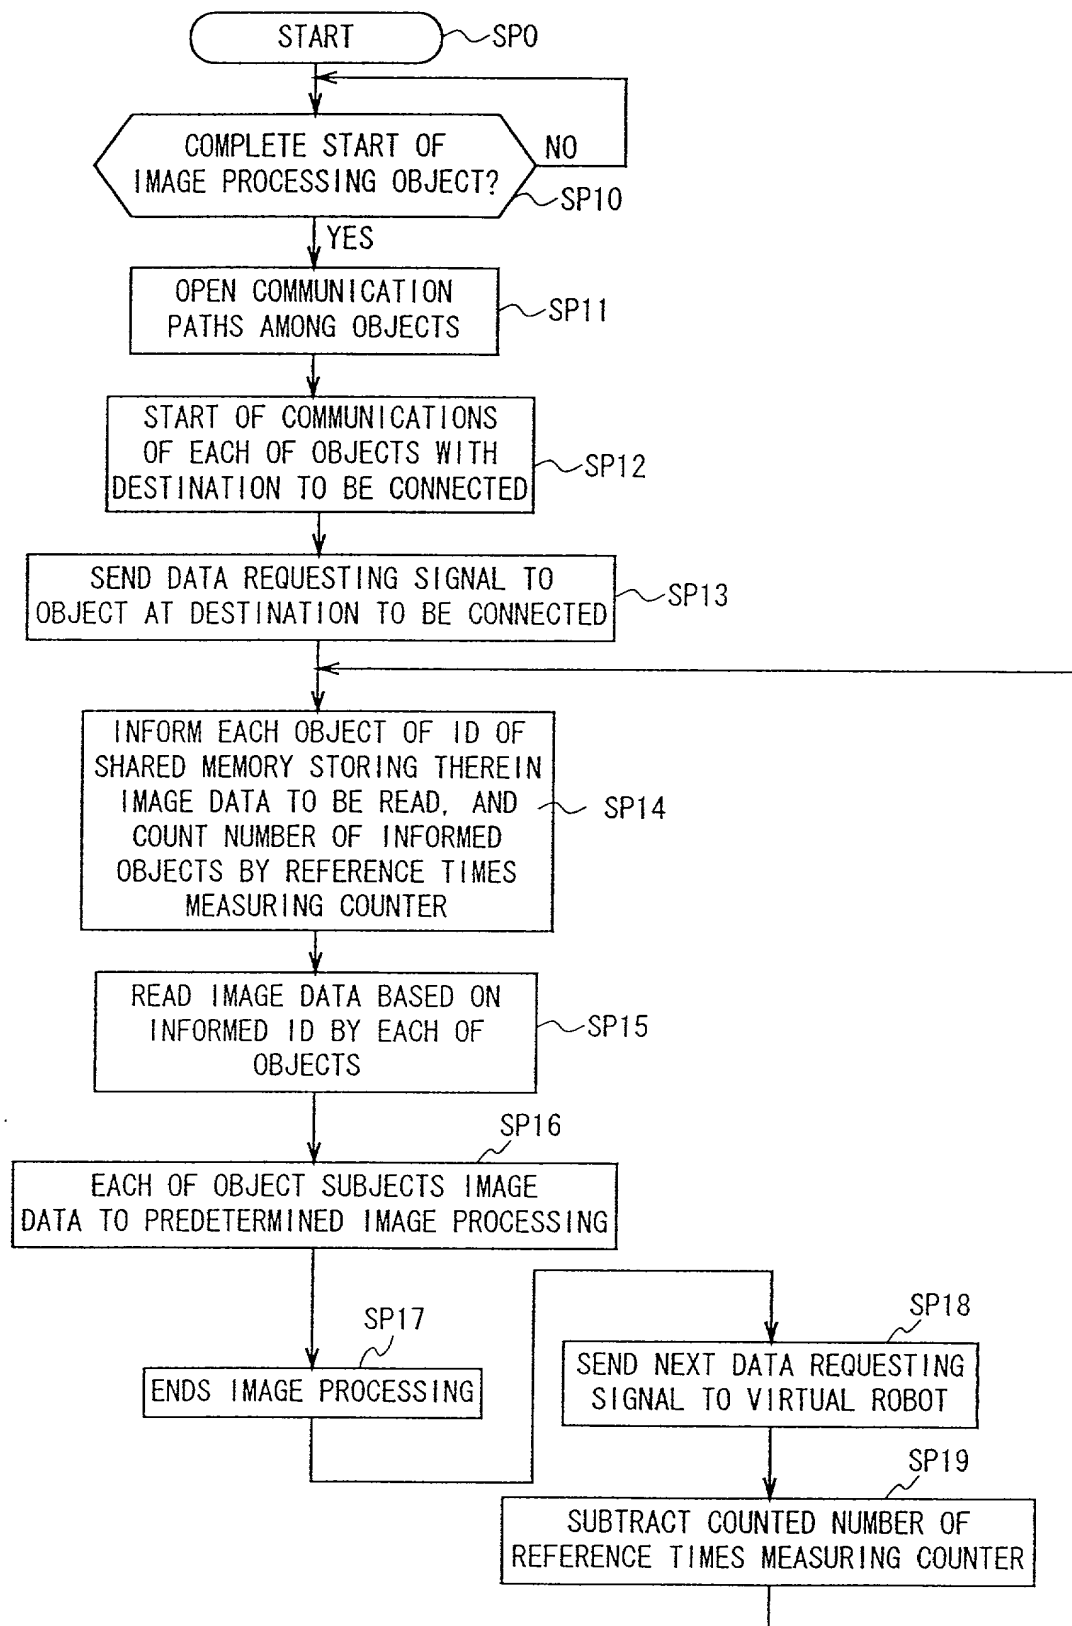 START
SP0
COMPLETE START OF
IMAGE PROCESSING OBJECT?
NO
SP10
YES
OPEN COMMUNICATION
PATHS AMONG OBJECTS
SP11
START OF COMMUNICATIONS
OF EACH OF OBJECTS WITH
DESTINATION TO BE CONNECTED
SP12
SEND DATA REQUESTING SIGNAL TO
OBJECT AT DESTINATION TO BE CONNECTED
SP13
INFORM EACH OBJECT OF ID OF
SHARED MEMORY STORING THEREIN
IMAGE DATA TO BE READ, AND
COUNT NUMBER OF INFORMED
OBJECTS BY REFERENCE TIMES
MEASURING COUNTER
SP14
READ IMAGE DATA BASED ON
INFORMED ID BY EACH OF
OBJECTS
SP15
SP16
EACH OF OBJECT SUBJECTS IMAGE
DATA TO PREDETERMINED IMAGE PROCESSING
SP17
ENDS IMAGE PROCESSING
SP18
SEND NEXT DATA REQUESTING
SIGNAL TO VIRTUAL ROBOT
SP19
SUBTRACT COUNTED NUMBER OF
REFERENCE TIMES MEASURING COUNTER